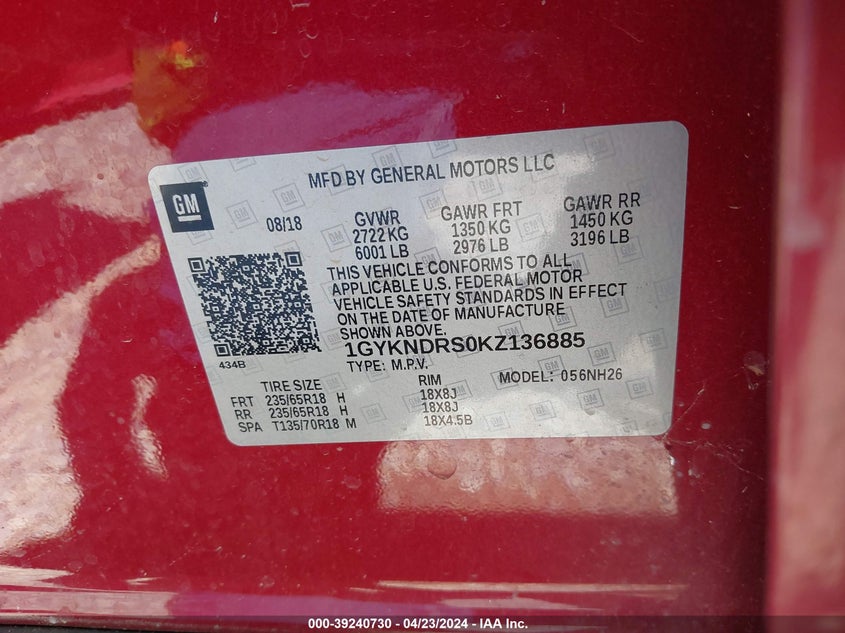 MFD BY GENERAL MOTORS LLC
GM
08/18
GVWR
2722 KG
6001 LB
GAWR FRT
1350 KG
2976 LB
GAWR RR
1450 KG
3196 LB
THIS VEHICLE CONFORMS TO ALL
APPLICABLE U.S. FEDERAL MOTOR
VEHICLE SAFETY STANDARDS IN EFFECT
ON THE DATE OF MANUFACTURE
SHOWN ABOVE.
434B
1GYKNDRS0KZ136885
TYPE: M.P.V.
MODEL: 056NH26
TIRE SIZE RIM
FRT 235/65R18 H 18X8J
RR 235/65R18 H 18X8J
SPA T135/70R18 M 18X4.5B
000-39240730 - 04/23/2024 - IAA Inc.